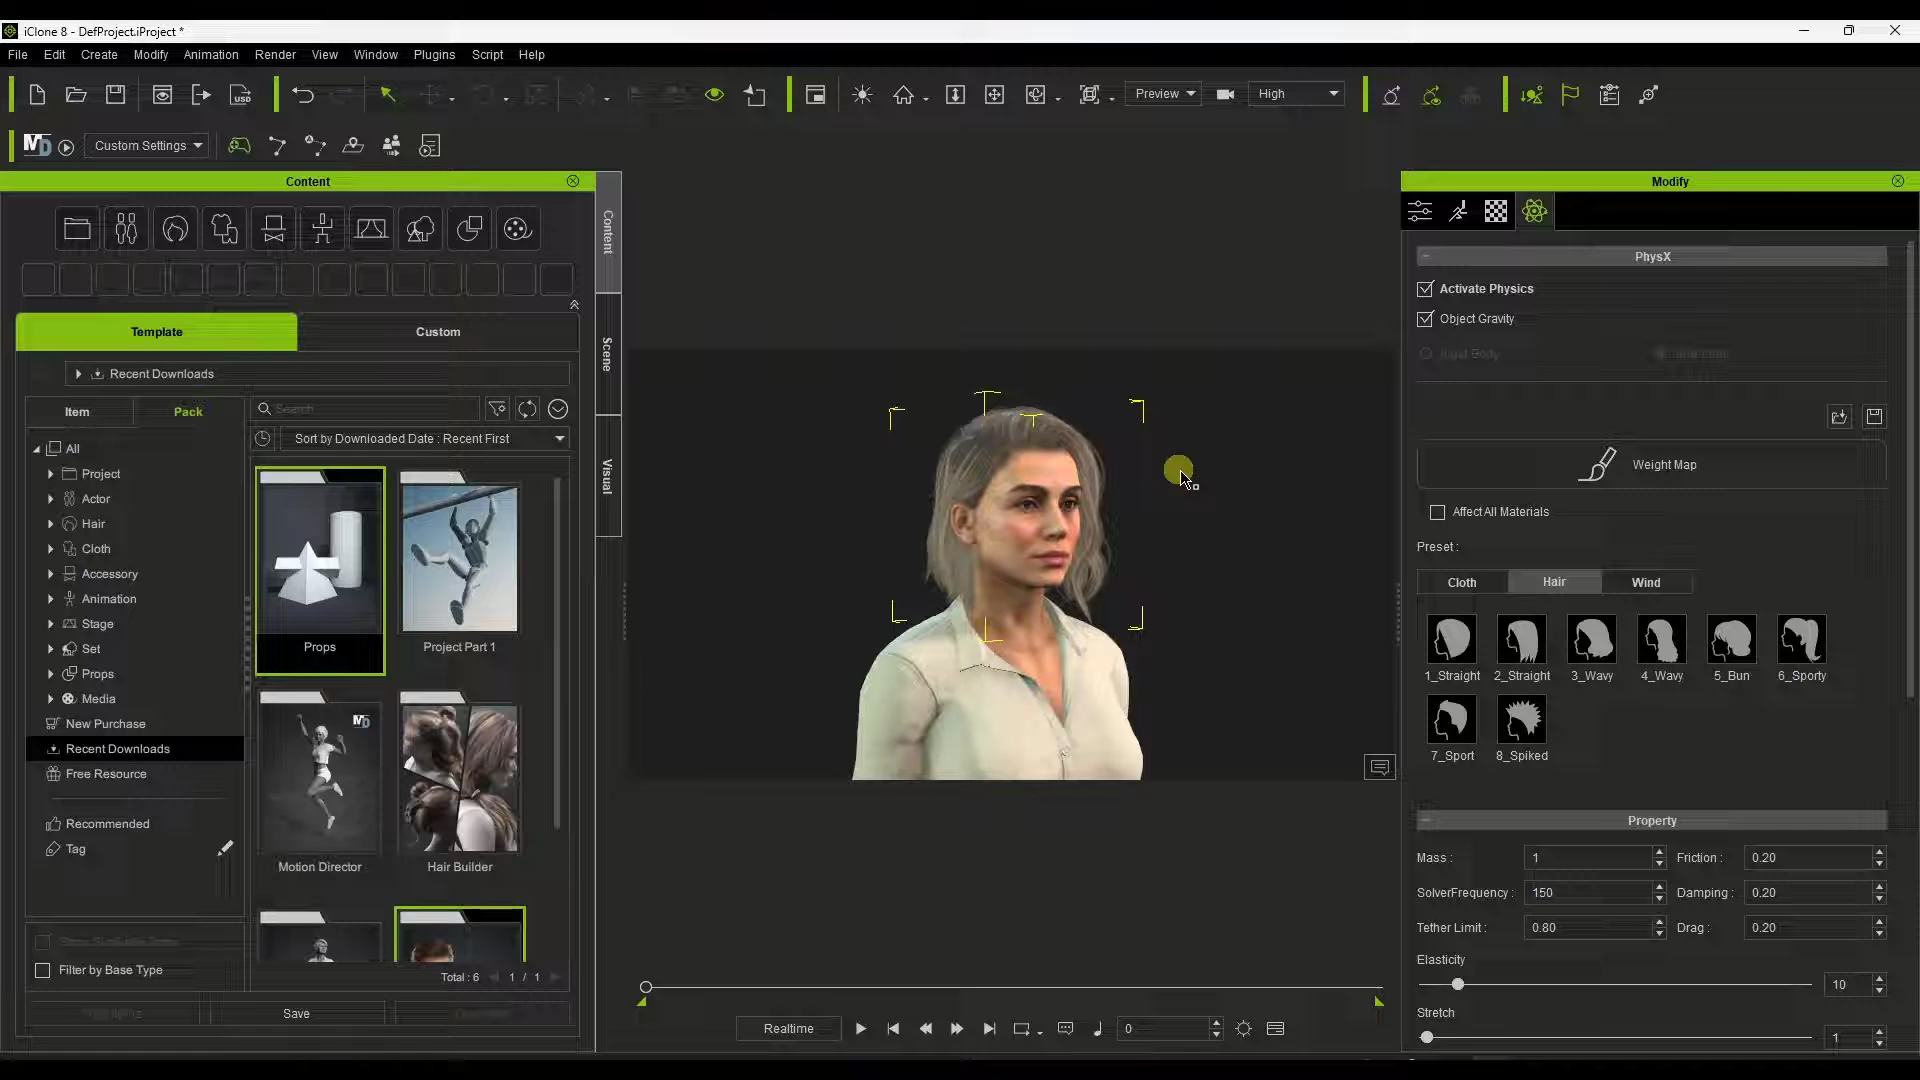 iClone 8 - DefProject.iProject *
File Edit Create Modify Animation Render View Window Plugins Script Help
USD
Preview
High
MD
Custom Settings
Content
Modify
Content
Scene
Visual
Template
Custom
Recent Downloads
Item
Pack
Search
Sort by Downloaded Date : Recent First
All
Project
Actor
Hair
Cloth
Accessory
Animation
Stage
Set
Props
Media
New Purchase
Recent Downloads
Free Resource
Recommended
Tag
Filter by Base Type
Props
Project Part 1
MD
Motion Director
Hair Builder
Total : 6
1 / 1
Save
Realtime
0
PhysX
Activate Physics
Object Gravity
Rigid Body
Weight Map
Affect All Materials
Preset :
Cloth
Hair
Wind
1_Straight
2_Straight
3_Wavy
4_Wavy
5_Bun
6_Sporty
7_Sport
8_Spiked
Property
Mass : 1
Friction : 0.20
SolverFrequency : 150
Damping : 0.20
Tether Limit : 0.80
Drag : 0.20
Elasticity
10
Stretch
1